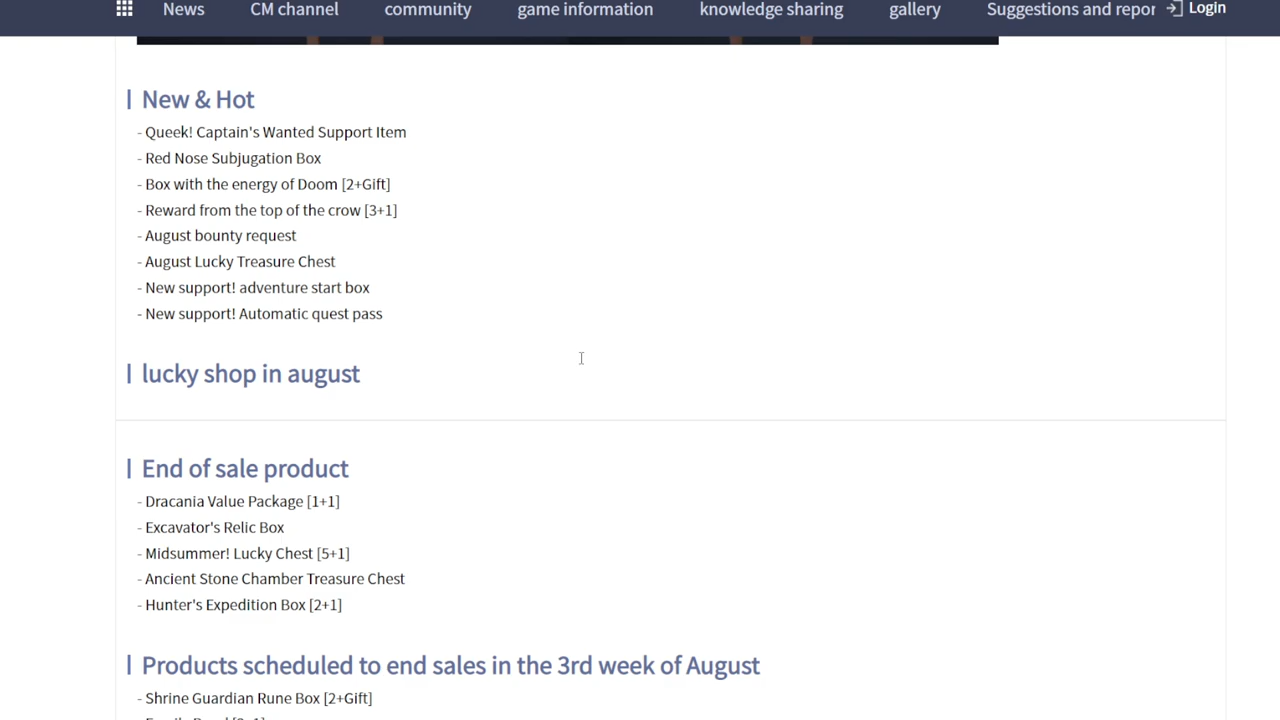 News CM channel community game information knowledge sharing gallery Suggestions and repor Login
New & Hot
- Queek! Captain's Wanted Support Item
- Red Nose Subjugation Box
- Box with the energy of Doom [2+Gift]
- Reward from the top of the crow [3+1]
- August bounty request
- August Lucky Treasure Chest
- New support! adventure start box
- New support! Automatic quest pass
lucky shop in august
End of sale product
- Dracania Value Package [1+1]
- Excavator's Relic Box
- Midsummer! Lucky Chest [5+1]
- Ancient Stone Chamber Treasure Chest
- Hunter's Expedition Box [2+1]
Products scheduled to end sales in the 3rd week of August
- Shrine Guardian Rune Box [2+Gift]